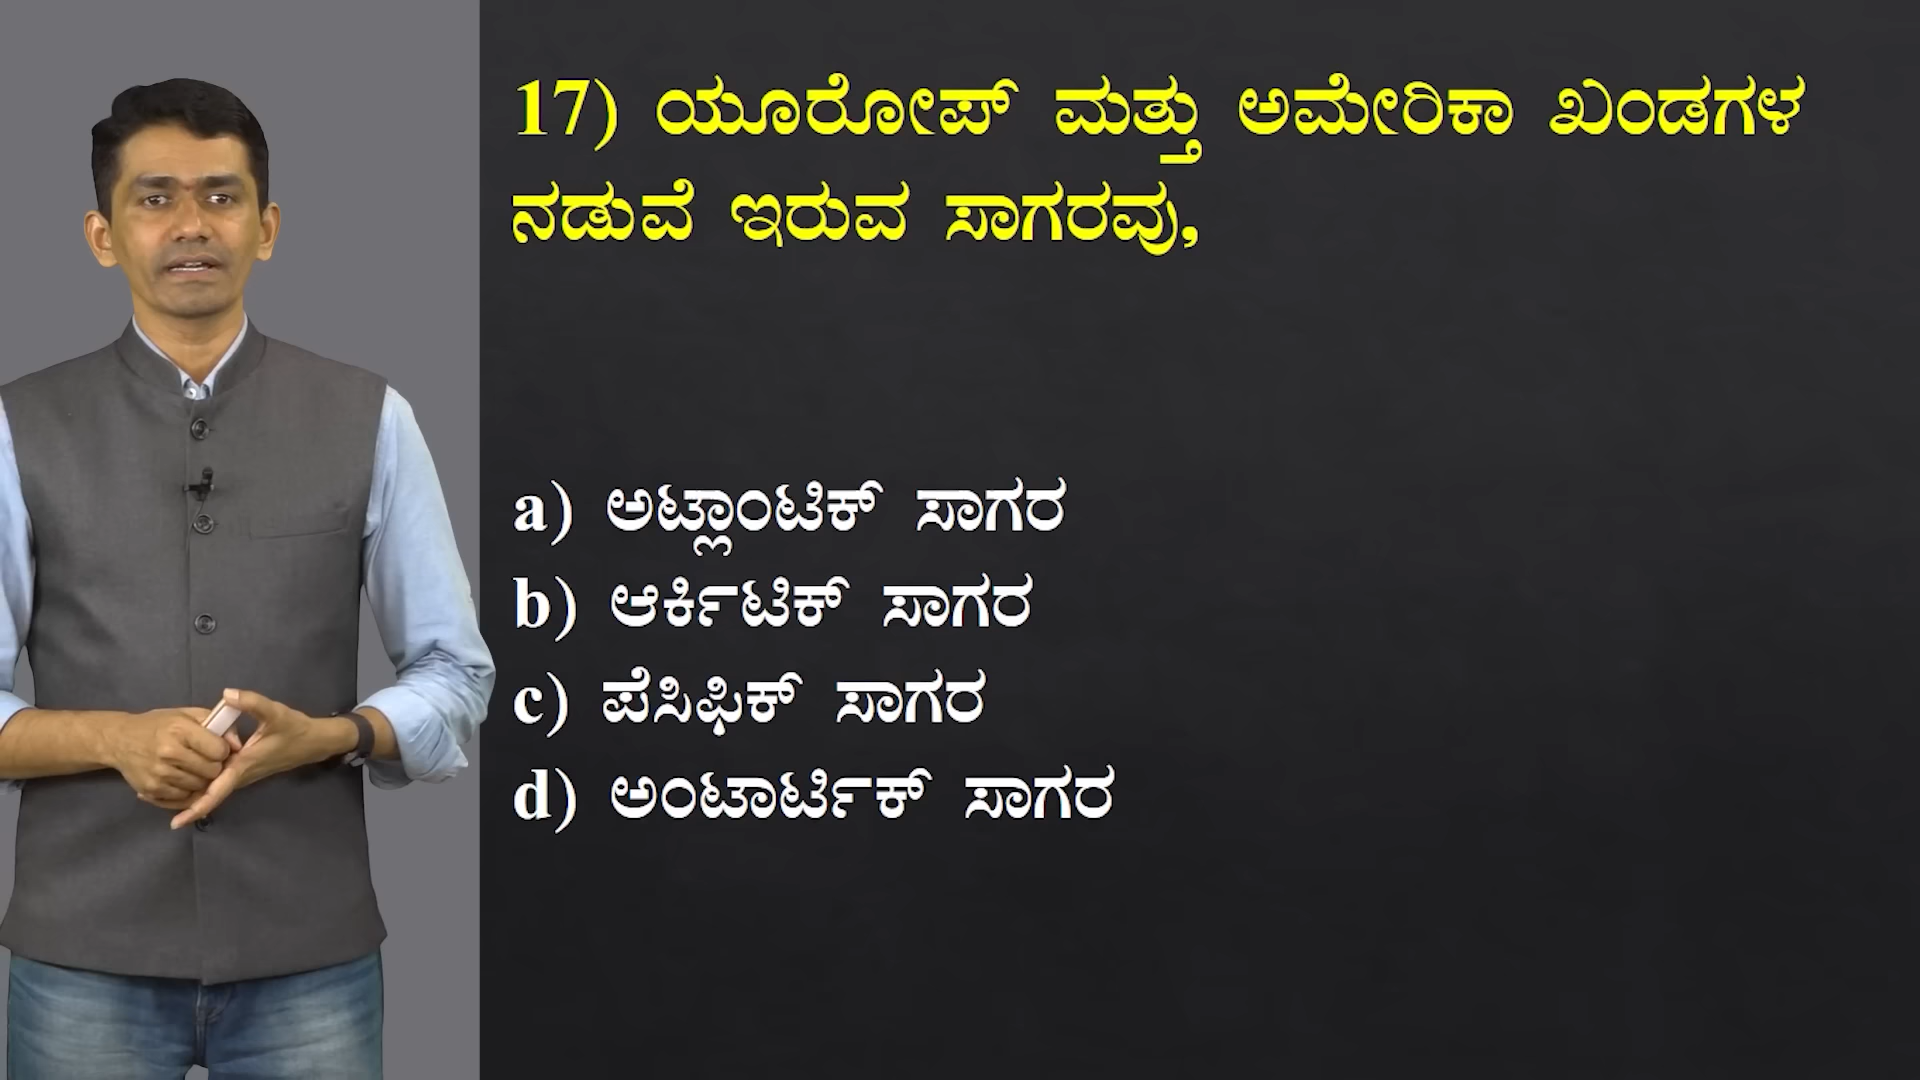 17) ಯೂರೋಪ್ ಮತ್ತು ಅಮೇರಿಕಾ ಖಂಡಗಳ
ನಡುವೆ ಇರುವ ಸಾಗರವು,
a) ಅಟ್ಲಾಂಟಿಕ್ ಸಾಗರ
b) ಆರ್ಕಿಟಿಕ್ ಸಾಗರ
c) ಪೆಸಿಫಿಕ್ ಸಾಗರ
d) ಅಂಟಾರ್ಟಿಕ್ ಸಾಗರ